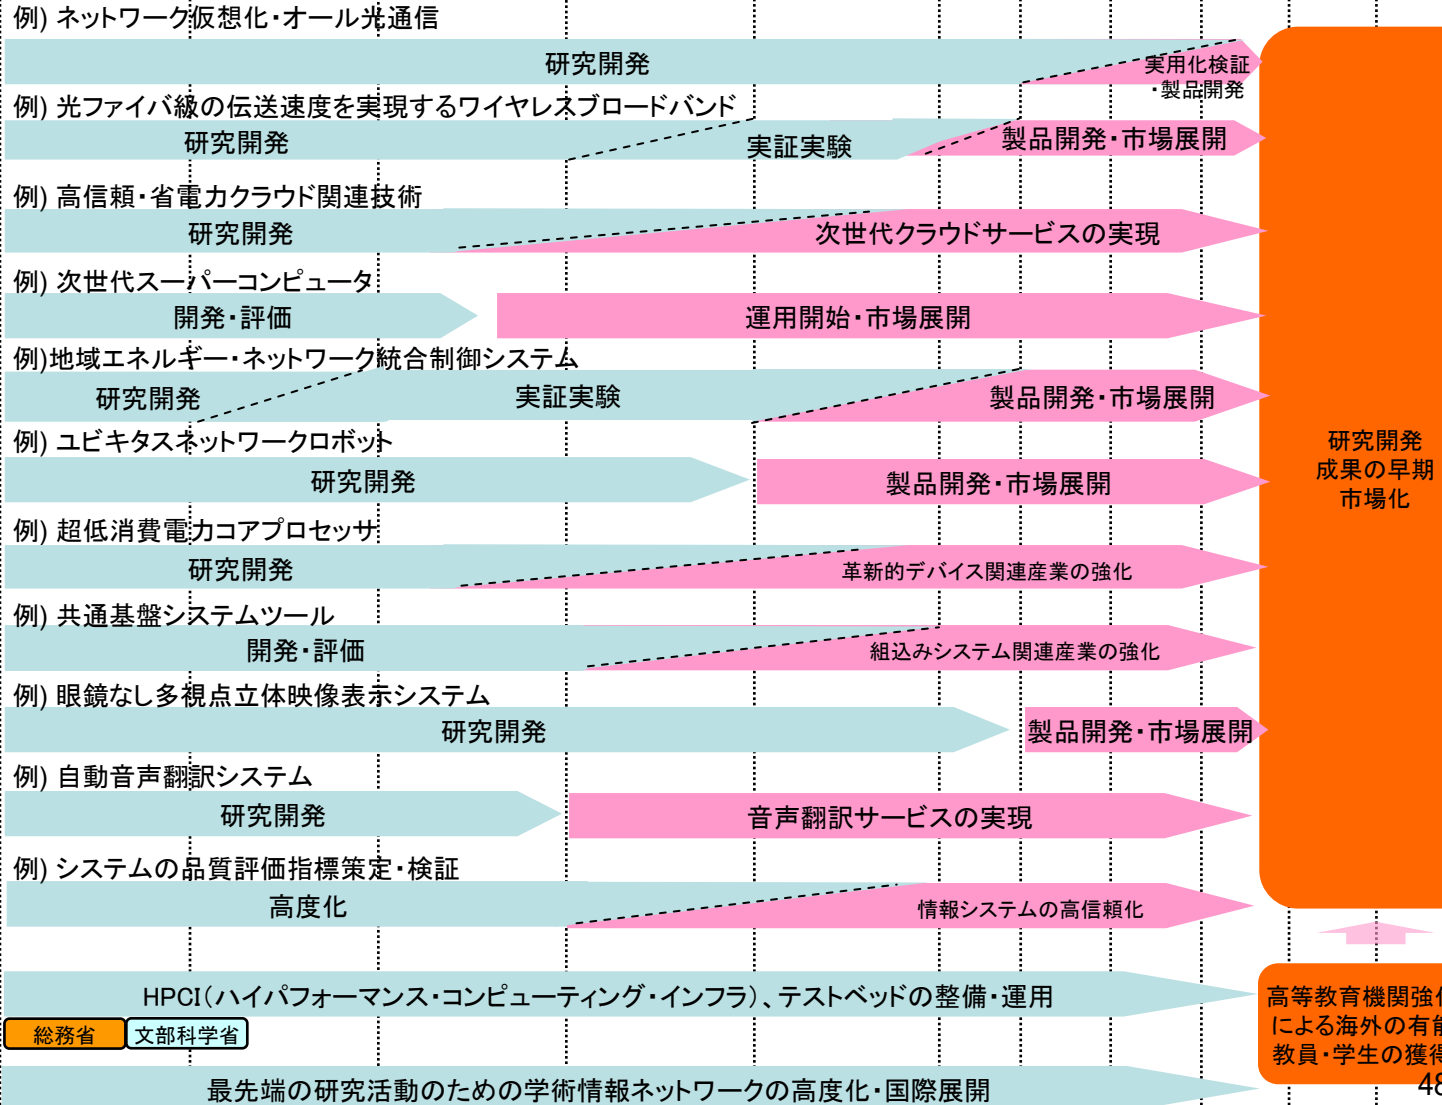 例) ネットワーク仮想化・オール光通信
研究開発
実用化検証
・製品開発
例) 光ファイバ級の伝送速度を実現するワイヤレスブロードバンド
研究開発
実証実験
製品開発・市場展開
例) 高信頼・省電力クラウド関連技術
研究開発
次世代クラウドサービスの実現
例) 次世代スーパーコンピュータ
開発・評価
運用開始・市場展開
例)地域エネルギー・ネットワーク統合制御システム
研究開発
実証実験
製品開発・市場展開
例) ユビキタスネットワークロボット
研究開発
製品開発・市場展開
研究開発
成果の早期
市場化
例) 超低消費電力コアプロセッサ
研究開発
革新的デバイス関連産業の強化
例) 共通基盤システムツール
開発・評価
組込みシステム関連産業の強化
例) 眼鏡なし多視点立体映像表示システム
研究開発
製品開発・市場展開
例) 自動音声翻訳システム
研究開発
音声翻訳サービスの実現
例) システムの品質評価指標策定・検証
高度化
情報システムの高信頼化
HPCI(ハイパフォーマンス・コンピューティング・インフラ)、テストベッドの整備・運用
総務省
文部科学省
高等教育機関強化
による海外の有能
教員・学生の獲得
最先端の研究活動のための学術情報ネットワークの高度化・国際展開
48